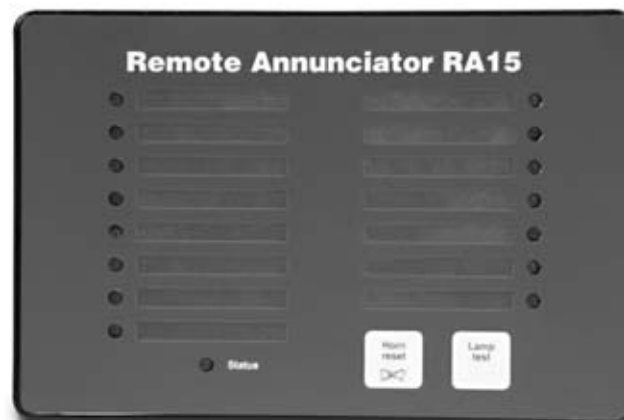 Remote Annunciator RA15
Status
Horn
reset
Lamp
test